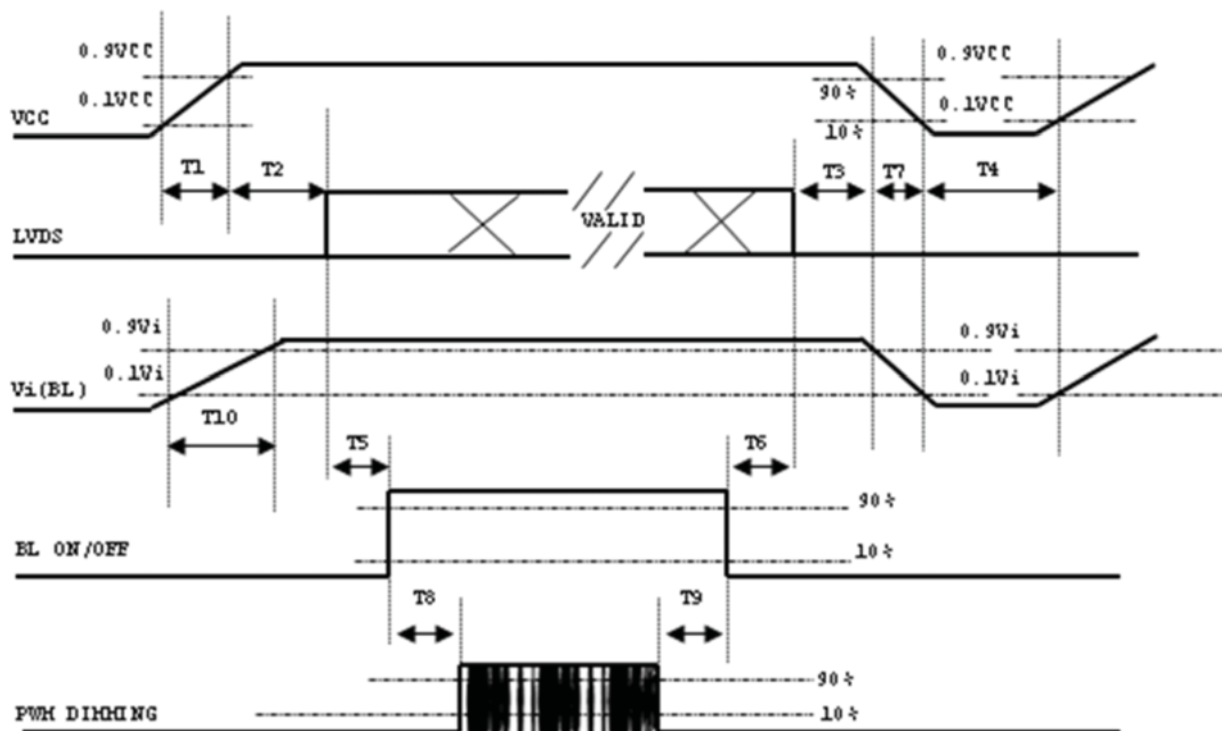 0.9VCC
0.9VCC
0.1VCC
90%
0.1VCC
VCC
10%
T1
T2
T3
T7
T4
VALID
LVDS
0.9Vi
0.9Vi
0.1Vi
0.1Vi
Vi(BL)
T10
T5
T6
90%
BL ON/OFF
10%
T8
T9
90%
PWM DIMMING
10%